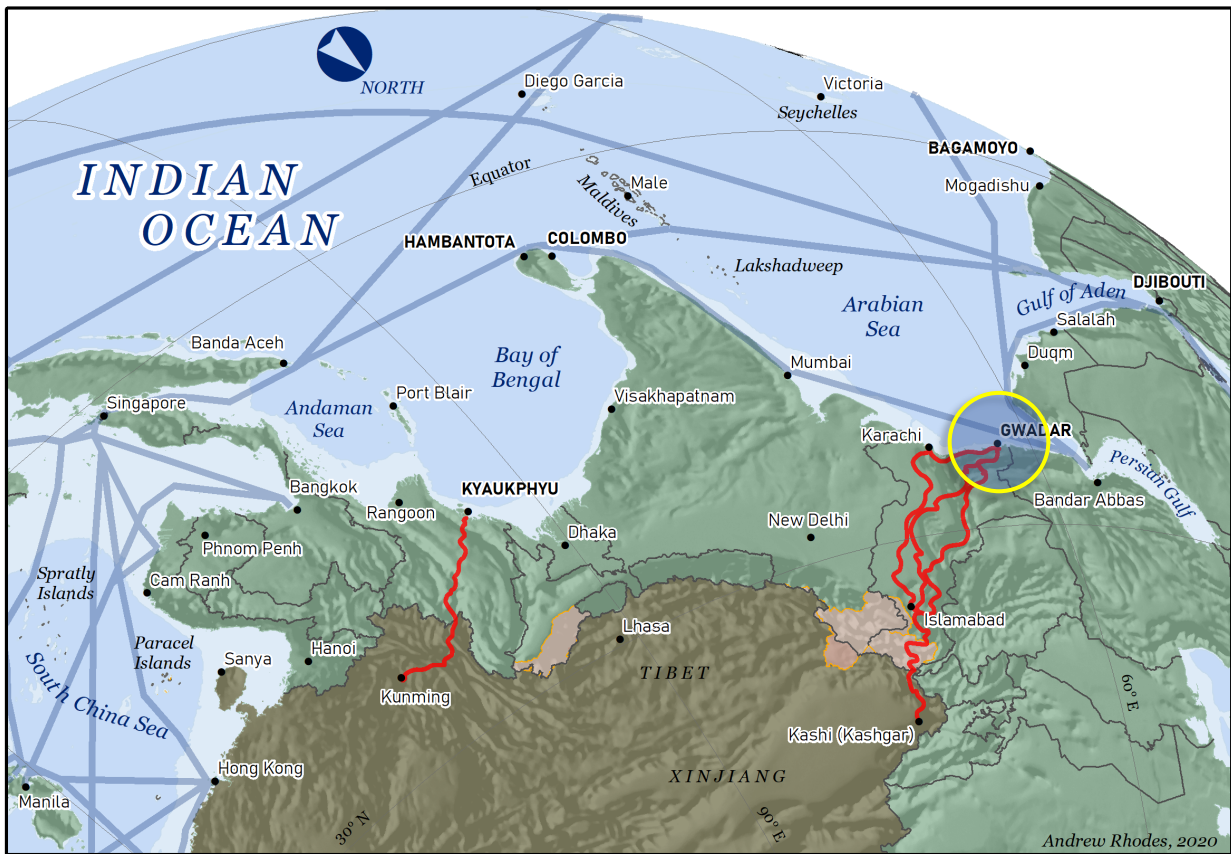 NORTH
Diego Garcia
Victoria
Seychelles
BAGAMOYO
Mogadishu
INDIAN
OCEAN
Equator
Male
Maldives
HAMBANTOTA
COLOMBO
Lakshadweep
DJIBOUTI
Gulf of Aden
Arabian
Sea
Salalah
Duqm
Banda Aceh
Bay of
Bengal
Mumbai
Port Blair
Visakhapatnam
Singapore
Andaman
Sea
Karachi
GWADAR
Persian Gulf
Bandar Abbas
Bangkok
Rangoon
KYAUKPHYU
Dhaka
New Delhi
Phnom Penh
Spratly
Islands
Cam Ranh
Islamabad
Paracel
Islands
Sanya
Hanoi
Lhasa
TIBET
South China Sea
Kunming
60° E
Kashi (Kashgar)
Hong Kong
XINJIANG
Manila
30° N
90° E
Andrew Rhodes, 2020